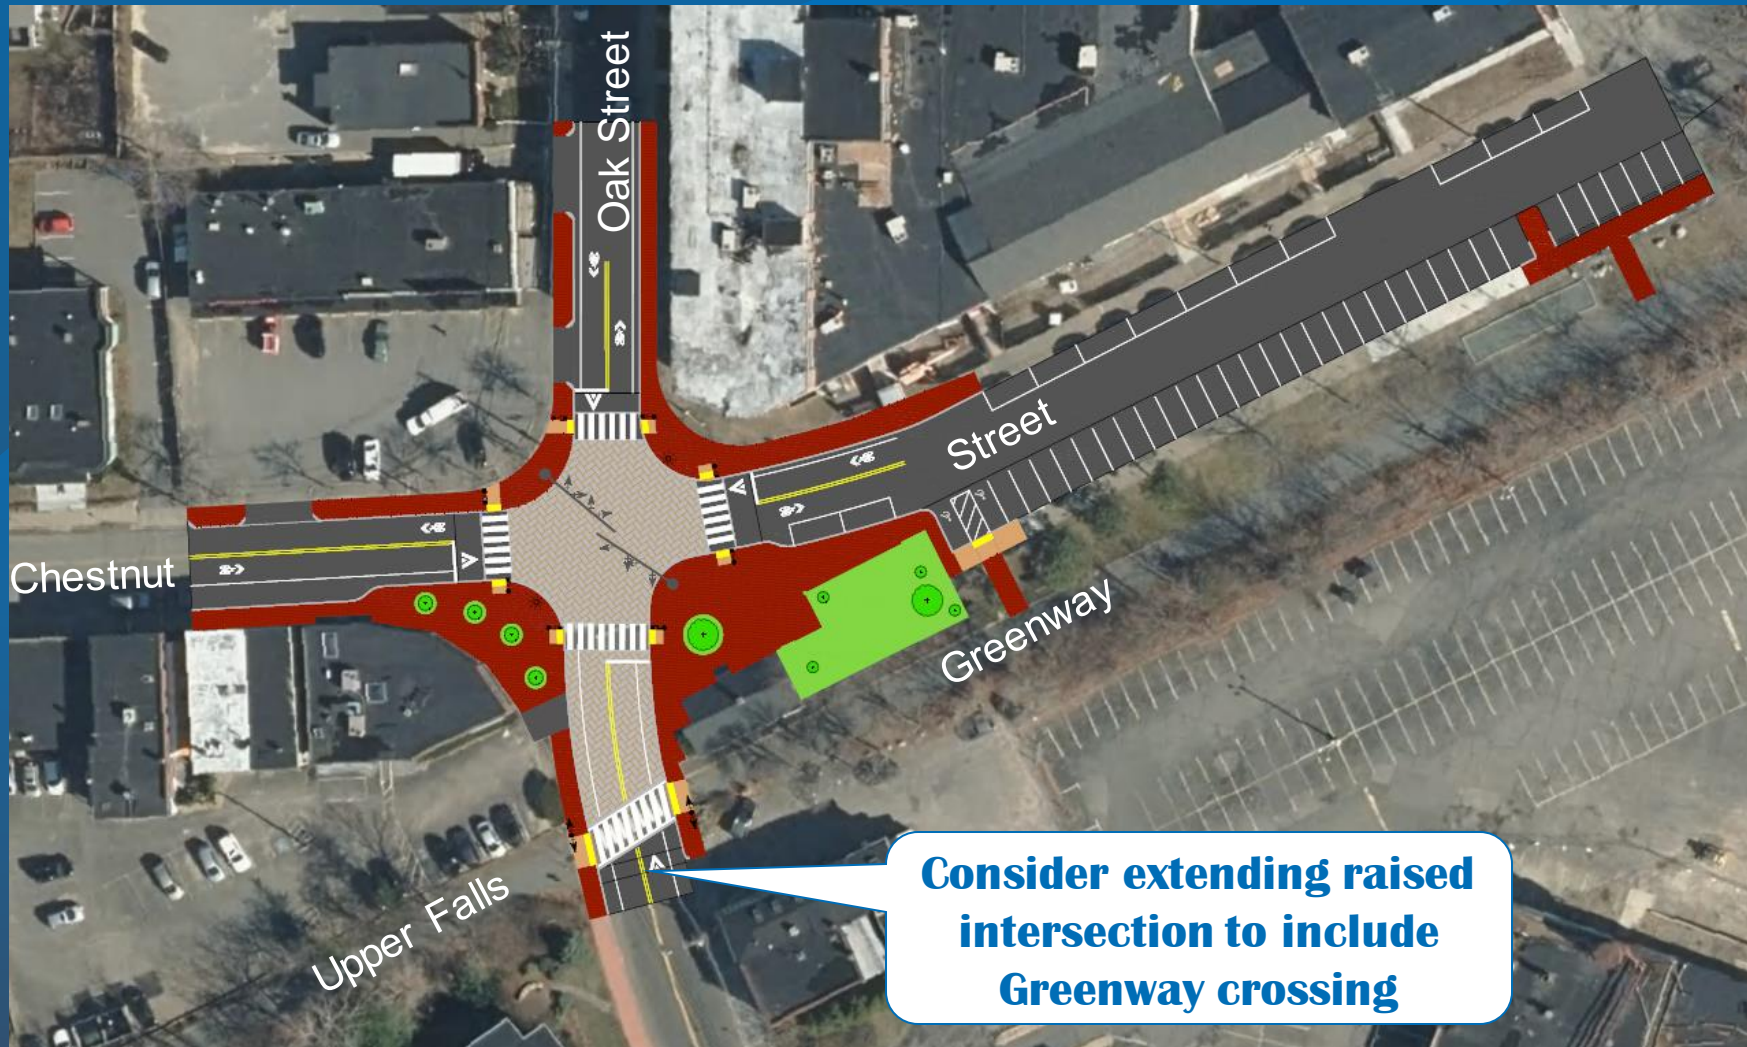 Oak Street
Street
Chestnut
Greenway
Upper Falls
Consider extending raised
intersection to include
Greenway crossing